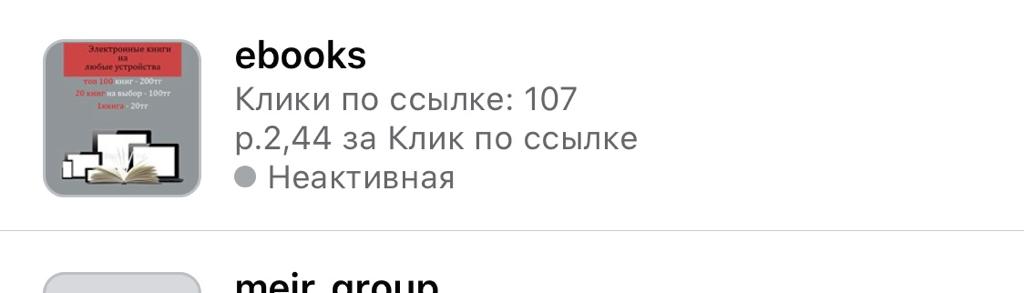 Электронные книги
на
любые устройства
топ 100 книг - 200тг
20 книг на выбор - 100тг
1книга - 20тг
ebooks
Клики по ссылке: 107
р.2,44 за Клик по ссылке
Неактивная
meir_group